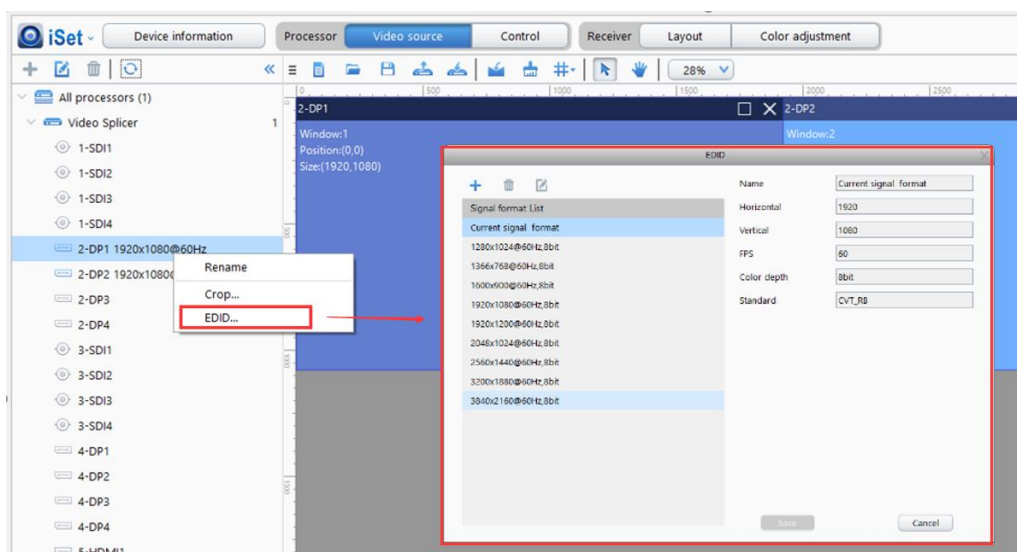 iSet
Device information
Processor
Video source
Control
Receiver
Layout
Color adjustment
28%
All processors (1)
Video Splicer
1
1-SDI1
1-SDI2
1-SDI3
1-SDI4
2-DP1 1920x1080@60Hz
2-DP2 1920x1080
2-DP3
2-DP4
3-SDI1
3-SDI2
3-SDI3
3-SDI4
4-DP1
4-DP2
4-DP3
4-DP4
5-HDMI1
Rename
Crop...
EDID...
0
500
1000
1500
2000
2500
0
500
1000
1500
2-DP1
Window:1
Position:(0,0)
Size:(1920,1080)
2-DP2
Window:2
EDID
Signal format List
Current signal format
1280x1024@60Hz,8bit
1366x768@60Hz,8bit
1600x900@60Hz,8bit
1920x1080@60Hz,8bit
1920x1200@60Hz,8bit
2048x1024@60Hz,8bit
2560x1440@60Hz,8bit
3200x1880@60Hz,8bit
3840x2160@60Hz,8bit
Name
Current signal format
Horizontal
1920
Vertical
1080
FPS
60
Color depth
8bit
Standard
CVT_RB
Save
Cancel